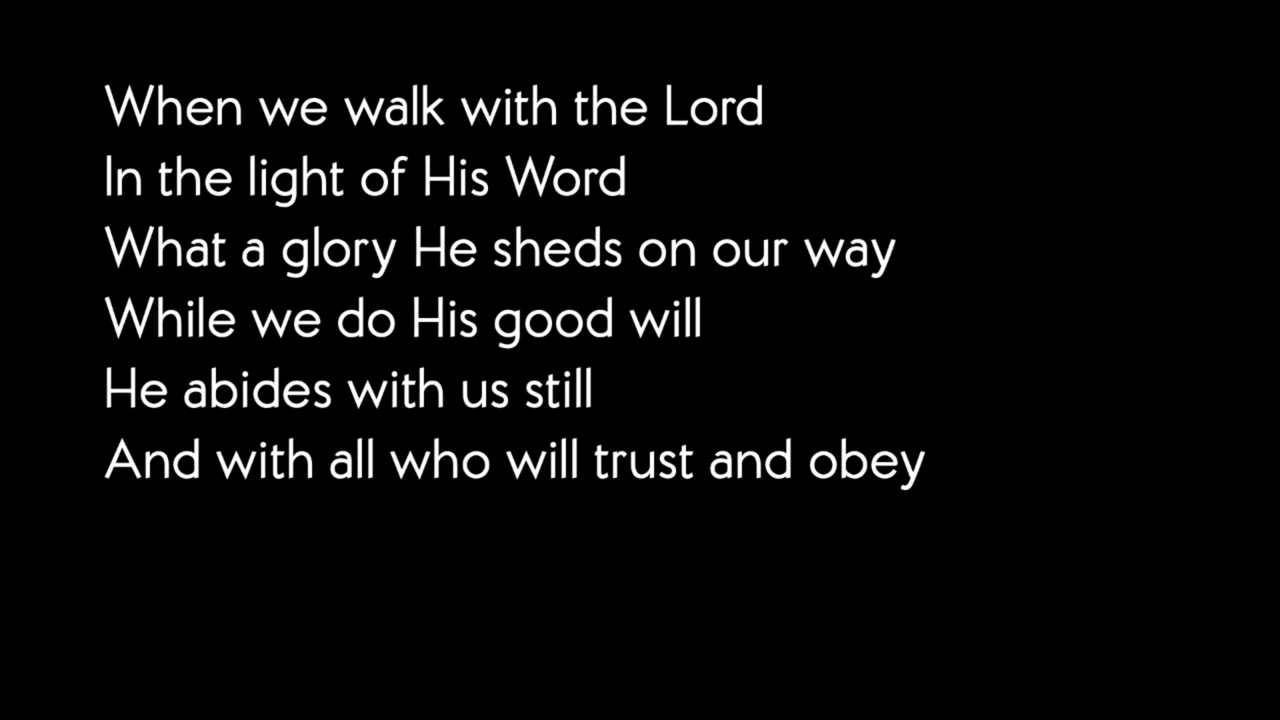 When we walk with the Lord
In the light of His Word
What a glory He sheds on our way
While we do His good will
He abides with us still
And with all who will trust and obey